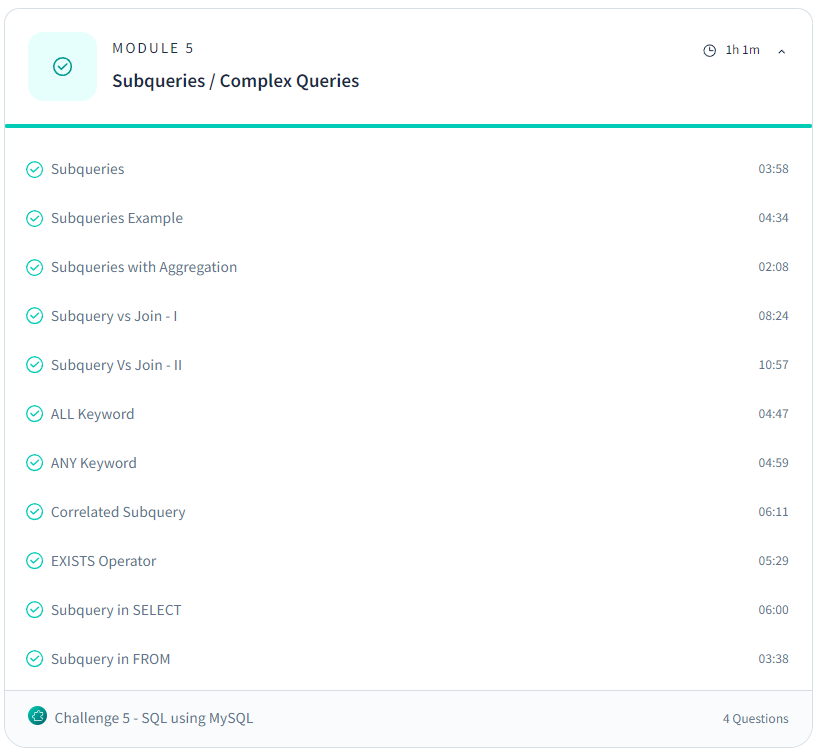 MODULE 5
1h 1m
Subqueries / Complex Queries
Subqueries 03:58
Subqueries Example 04:34
Subqueries with Aggregation 02:08
Subquery vs Join - I 08:24
Subquery Vs Join - II 10:57
ALL Keyword 04:47
ANY Keyword 04:59
Correlated Subquery 06:11
EXISTS Operator 05:29
Subquery in SELECT 06:00
Subquery in FROM 03:38
Challenge 5 - SQL using MySQL 4 Questions